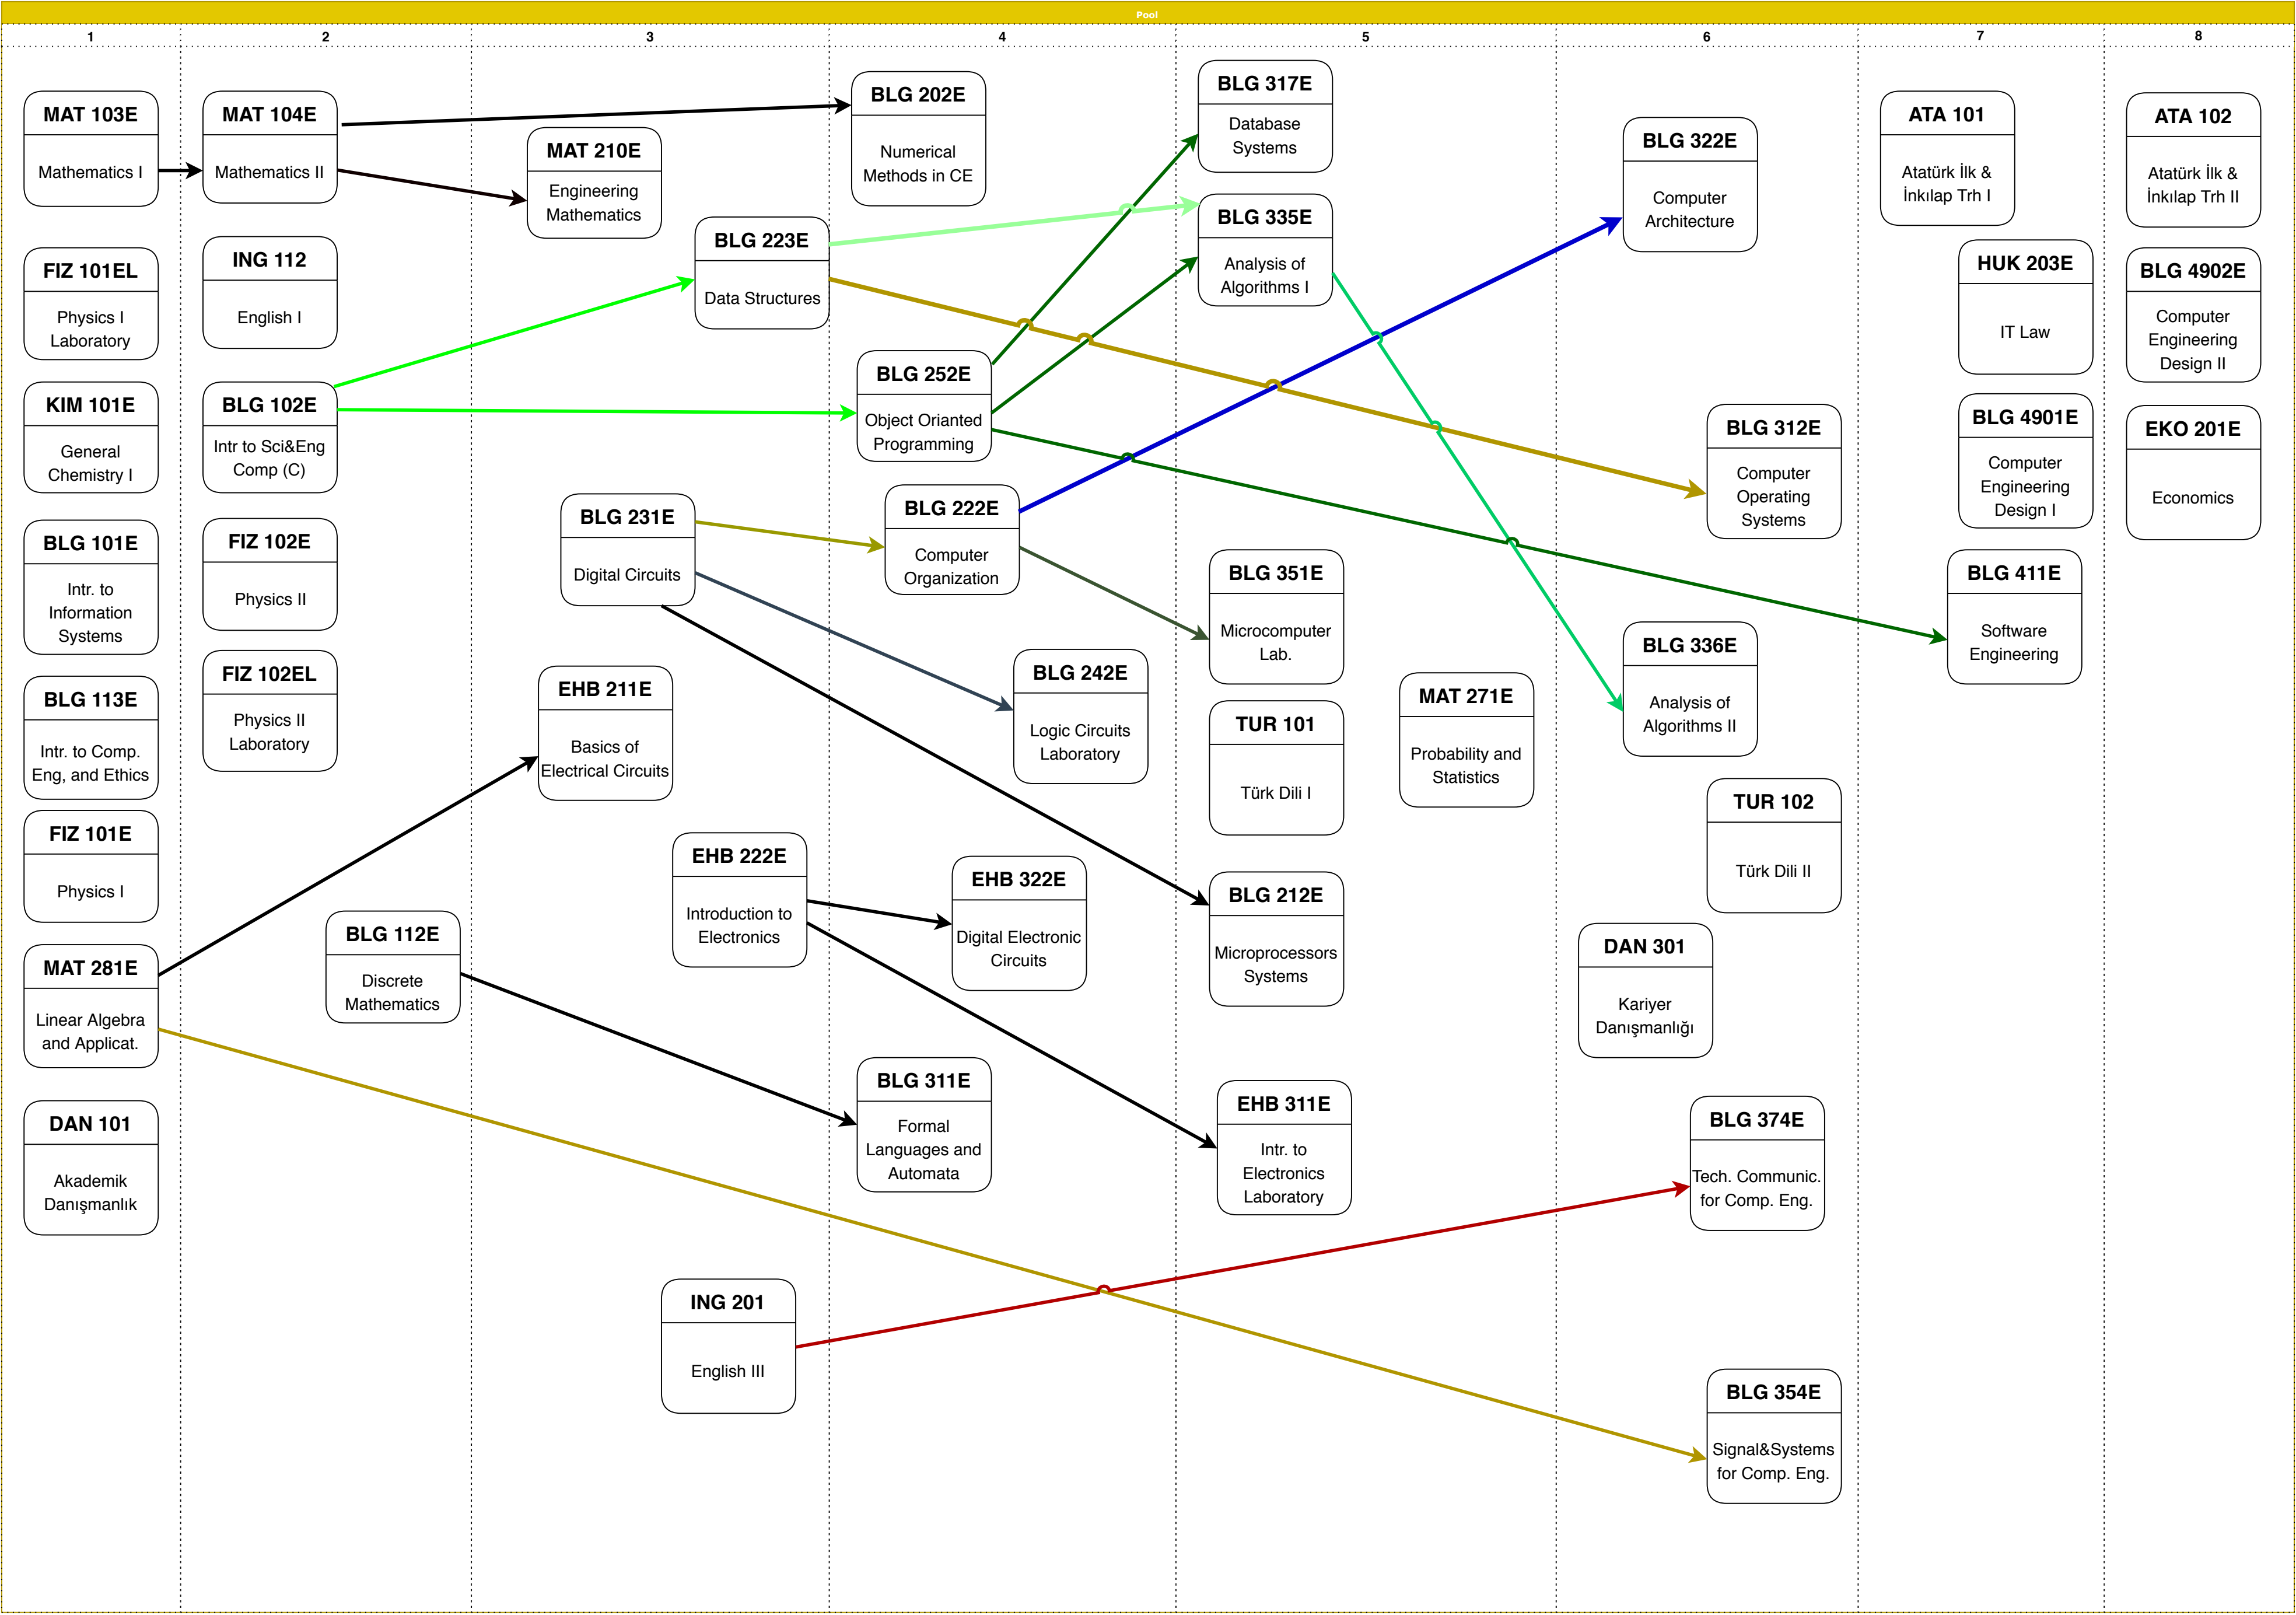 Pool
1
2
3
4
5
6
7
8
MAT 103E
Mathematics I
FIZ 101EL
Physics I
Laboratory
KIM 101E
General
Chemistry I
BLG 101E
Intr. to
Information
Systems
BLG 113E
Intr. to Comp.
Eng, and Ethics
FIZ 101E
Physics I
MAT 281E
Linear Algebra
and Applicat.
DAN 101
Akademik
Danışmanlık
MAT 104E
Mathematics II
ING 112
English I
BLG 102E
Intr to Sci&Eng
Comp (C)
FIZ 102E
Physics II
FIZ 102EL
Physics II
Laboratory
BLG 112E
Discrete
Mathematics
MAT 210E
Engineering
Mathematics
BLG 223E
Data Structures
BLG 231E
Digital Circuits
EHB 211E
Basics of
Electrical Circuits
EHB 222E
Introduction to
Electronics
ING 201
English III
BLG 202E
Numerical
Methods in CE
BLG 252E
Object Orianted
Programming
BLG 222E
Computer
Organization
BLG 242E
Logic Circuits
Laboratory
EHB 322E
Digital Electronic
Circuits
BLG 311E
Formal
Languages and
Automata
BLG 317E
Database
Systems
BLG 335E
Analysis of
Algorithms I
BLG 351E
Microcomputer
Lab.
TUR 101
Türk Dili I
MAT 271E
Probability and
Statistics
BLG 212E
Microprocessors
Systems
EHB 311E
Intr. to
Electronics
Laboratory
BLG 322E
Computer
Architecture
BLG 312E
Computer
Operating
Systems
BLG 336E
Analysis of
Algorithms II
TUR 102
Türk Dili II
DAN 301
Kariyer
Danışmanlığı
BLG 374E
Tech. Communic.
for Comp. Eng.
BLG 354E
Signal&Systems
for Comp. Eng.
ATA 101
Atatürk İlk &
İnkılap Trh I
HUK 203E
IT Law
BLG 4901E
Computer
Engineering
Design I
BLG 411E
Software
Engineering
ATA 102
Atatürk İlk &
İnkılap Trh II
BLG 4902E
Computer
Engineering
Design II
EKO 201E
Economics